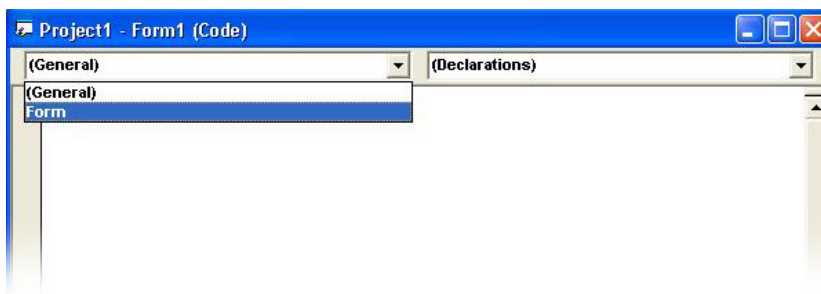 Project1 - Form1 (Code)
(General) (Declarations)
(General)
Form